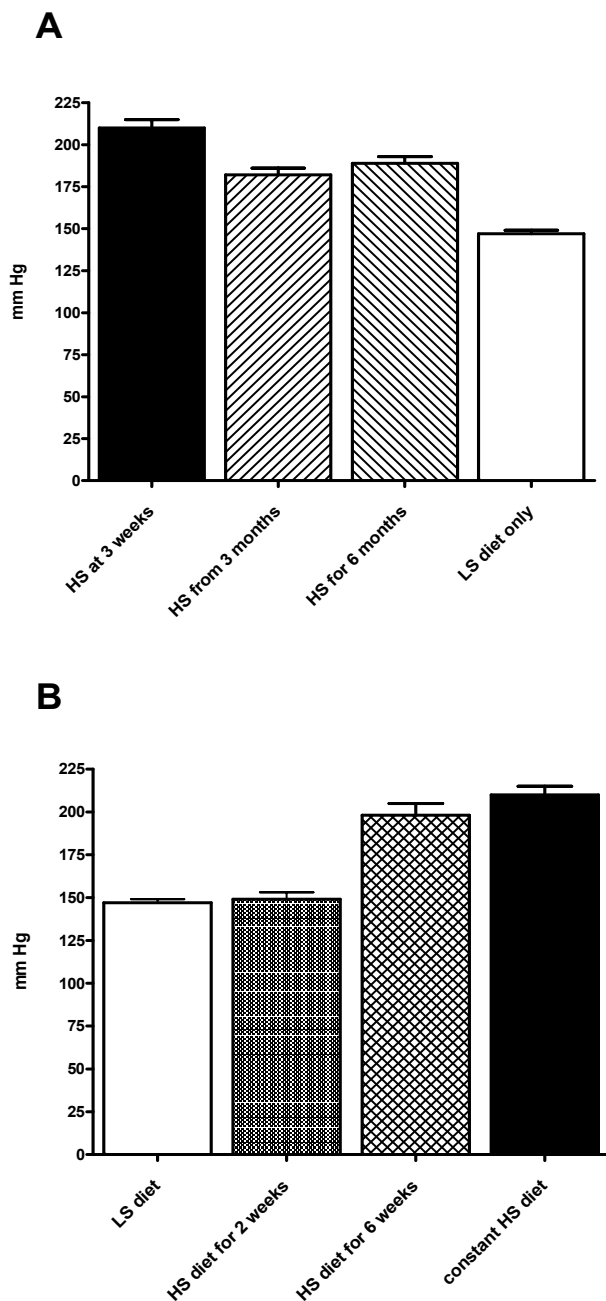 A
225
200
175
150
125
100
75
50
25
0
mm Hg
HS at 3 weeks
HS from 3 months
HS for 6 months
LS diet only
B
225
200
175
150
125
100
75
50
25
0
mm Hg
LS diet
HS diet for 2 weeks
HS diet for 6 weeks
constant HS diet